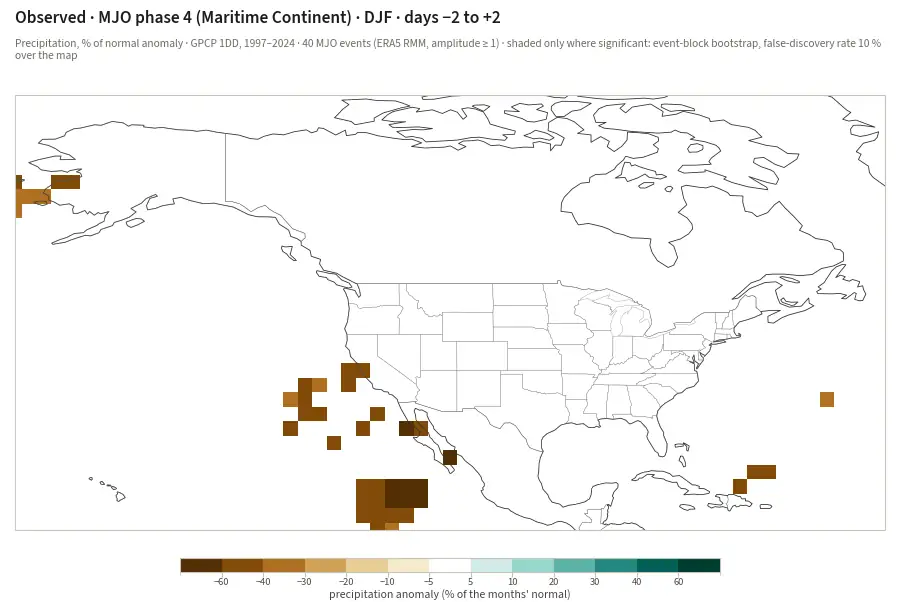 Observed · MJO phase 4 (Maritime Continent) · DJF · days −2 to +2
Precipitation, % of normal anomaly · GPCP 1DD, 1997–2024 · 40 MJO events (ERA5 RMM, amplitude ≥ 1) · shaded only where significant: event-block bootstrap, false-discovery rate 10 %
over the map
−60 −40 −30 −20 −10 −5 5 10 20 30 40 60
precipitation anomaly (% of the months' normal)